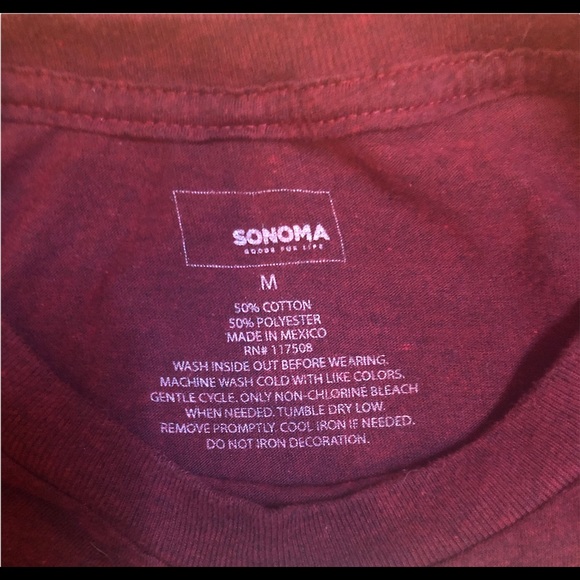 SONOMA
GOODS FOR LIFE
M
50% COTTON
50% POLYESTER
MADE IN MEXICO
RN# 117508
WASH INSIDE OUT BEFORE WEARING.
MACHINE WASH COLD WITH LIKE COLORS.
GENTLE CYCLE. ONLY NON-CHLORINE BLEACH
WHEN NEEDED. TUMBLE DRY LOW.
REMOVE PROMPTLY. COOL IRON IF NEEDED.
DO NOT IRON DECORATION.